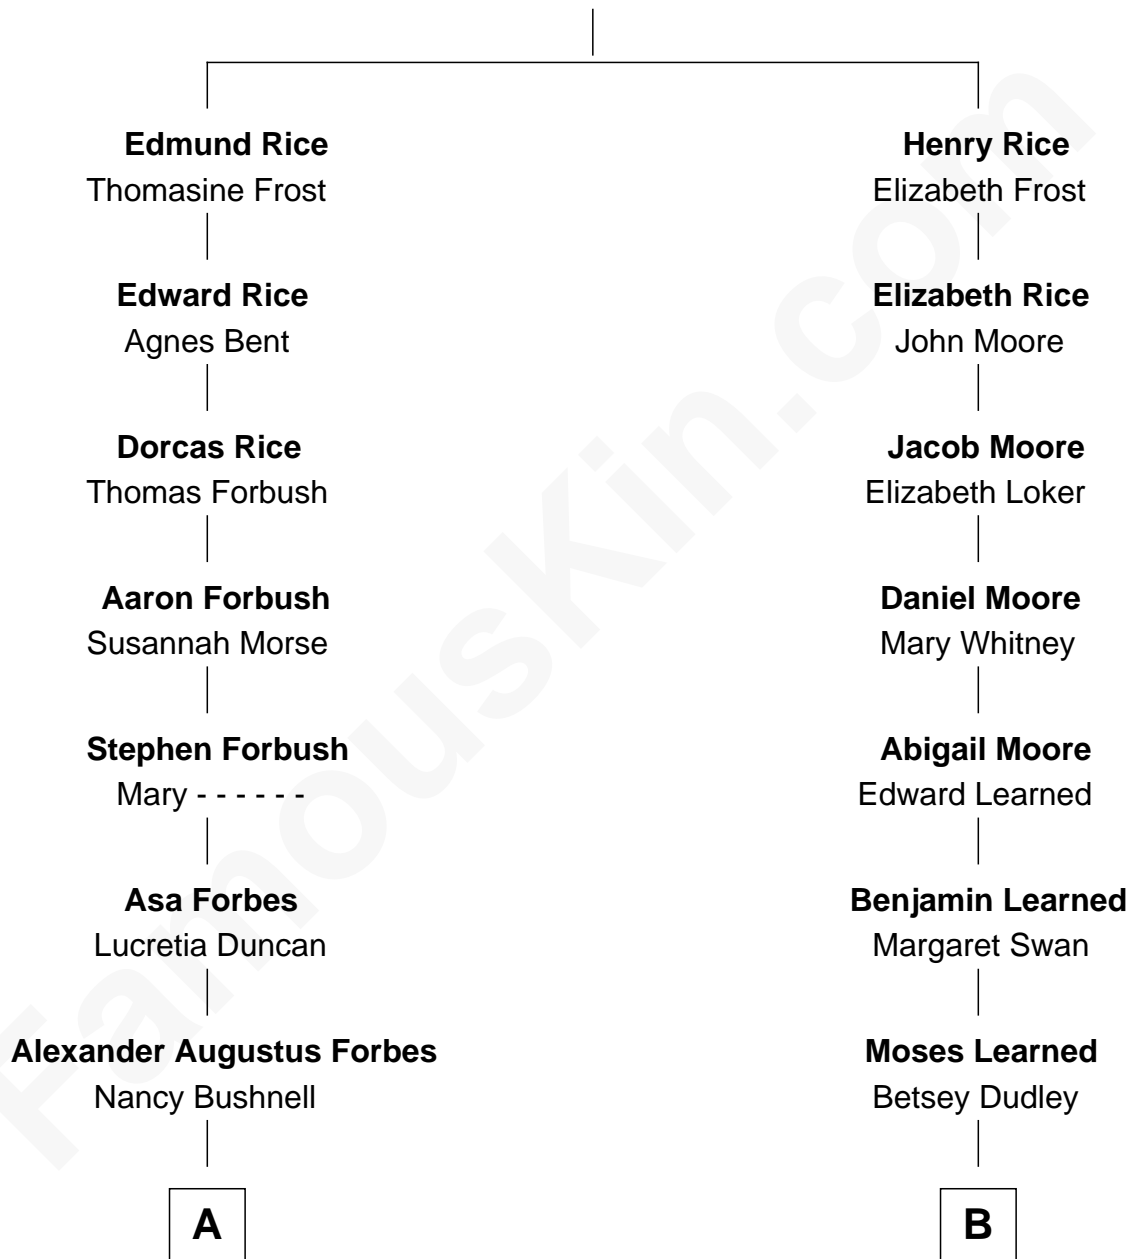 Edmund Rice
Thomasine Frost
Edward Rice
Agnes Bent
Dorcas Rice
Thomas Forbush
Aaron Forbush
Susannah Morse
Stephen Forbush
Mary - - - - - -
Asa Forbes
Lucretia Duncan
Alexander Augustus Forbes
Nancy Bushnell
A
Henry Rice
Elizabeth Frost
Elizabeth Rice
John Moore
Jacob Moore
Elizabeth Loker
Daniel Moore
Mary Whitney
Abigail Moore
Edward Learned
Benjamin Learned
Margaret Swan
Moses Learned
Betsey Dudley
B
FamousKin.com